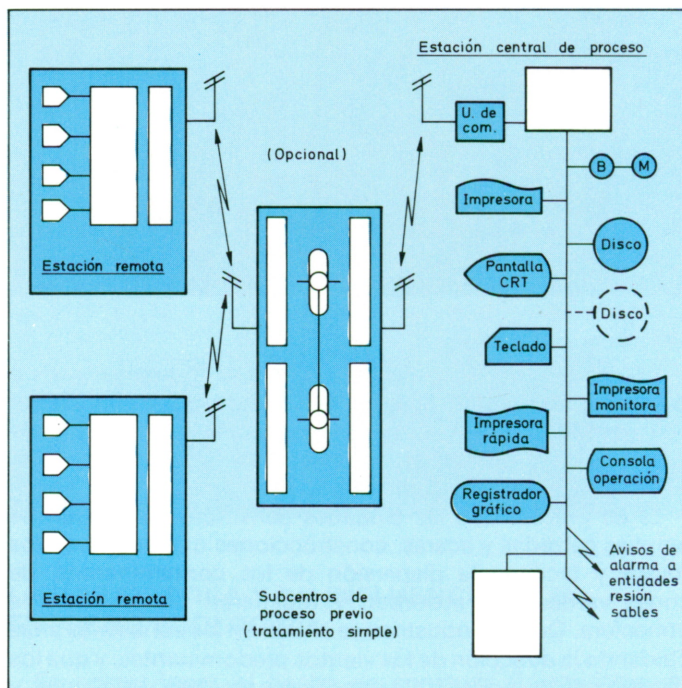 Estación central de proceso
U. de
com.
(Opcional)
B
M
Impresora
Disco
Estación remota
Pantalla
CRT
Disco
Teclado
Impresora
monitora
Impresora
rápida
Consola
operación
Registrador
gráfico
Estación remota
Subcentros de
proceso previo
(tratamiento simple)
Avisos de
alarma a
entidades
resión
sables